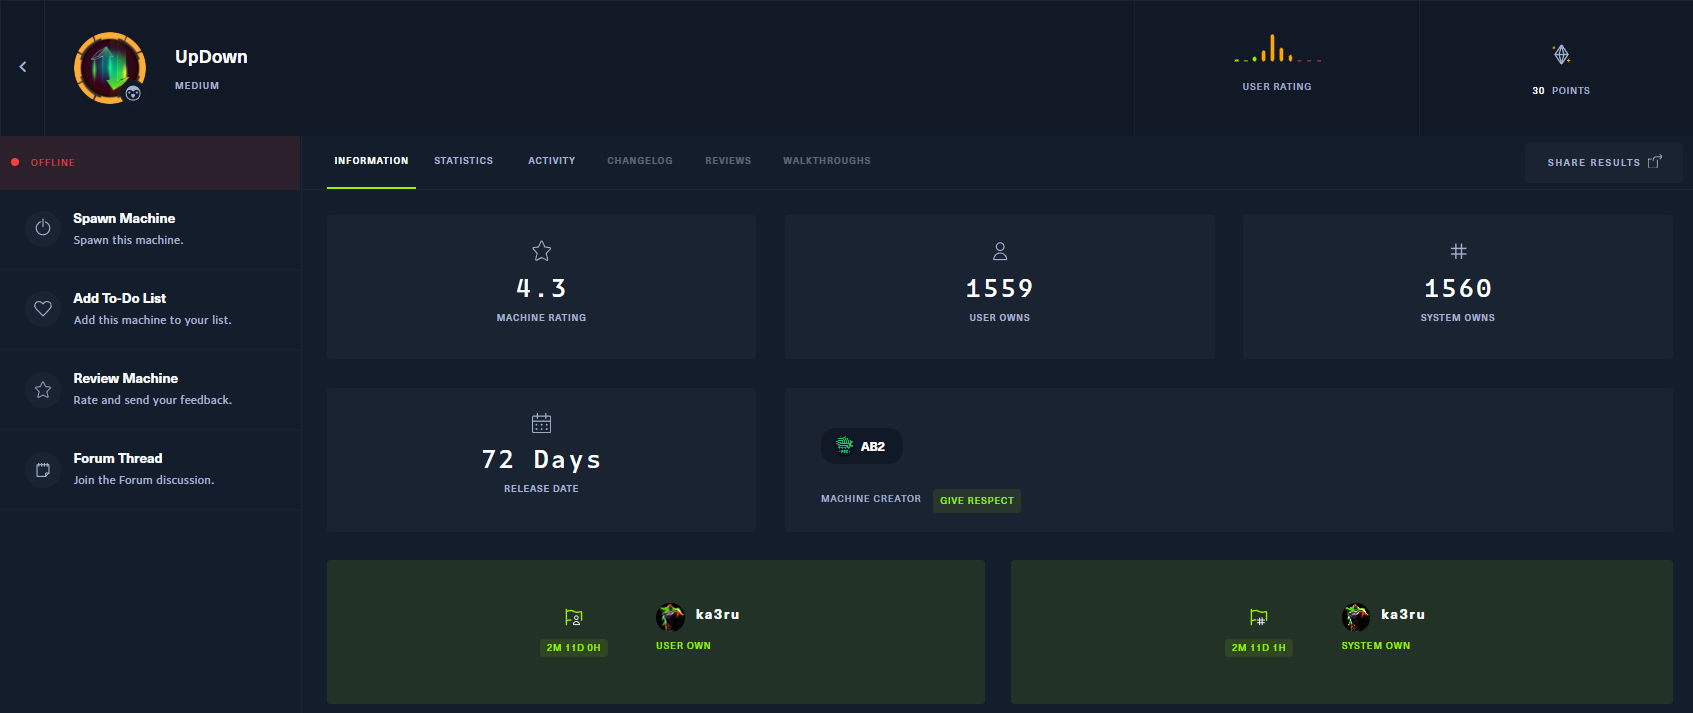 UpDown
MEDIUM
USER RATING
30 POINTS
OFFLINE
INFORMATION STATISTICS ACTIVITY CHANGELOG REVIEWS WALKTHROUGHS
SHARE RESULTS
Spawn Machine
Spawn this machine.
Add To-Do List
Add this machine to your list.
Review Machine
Rate and send your feedback.
Forum Thread
Join the Forum discussion.
4.3
MACHINE RATING
1559
USER OWNS
1560
SYSTEM OWNS
72 Days
RELEASE DATE
AB2
MACHINE CREATOR GIVE RESPECT
2M 11D 0H
ka3ru
USER OWN
2M 11D 1H
ka3ru
SYSTEM OWN